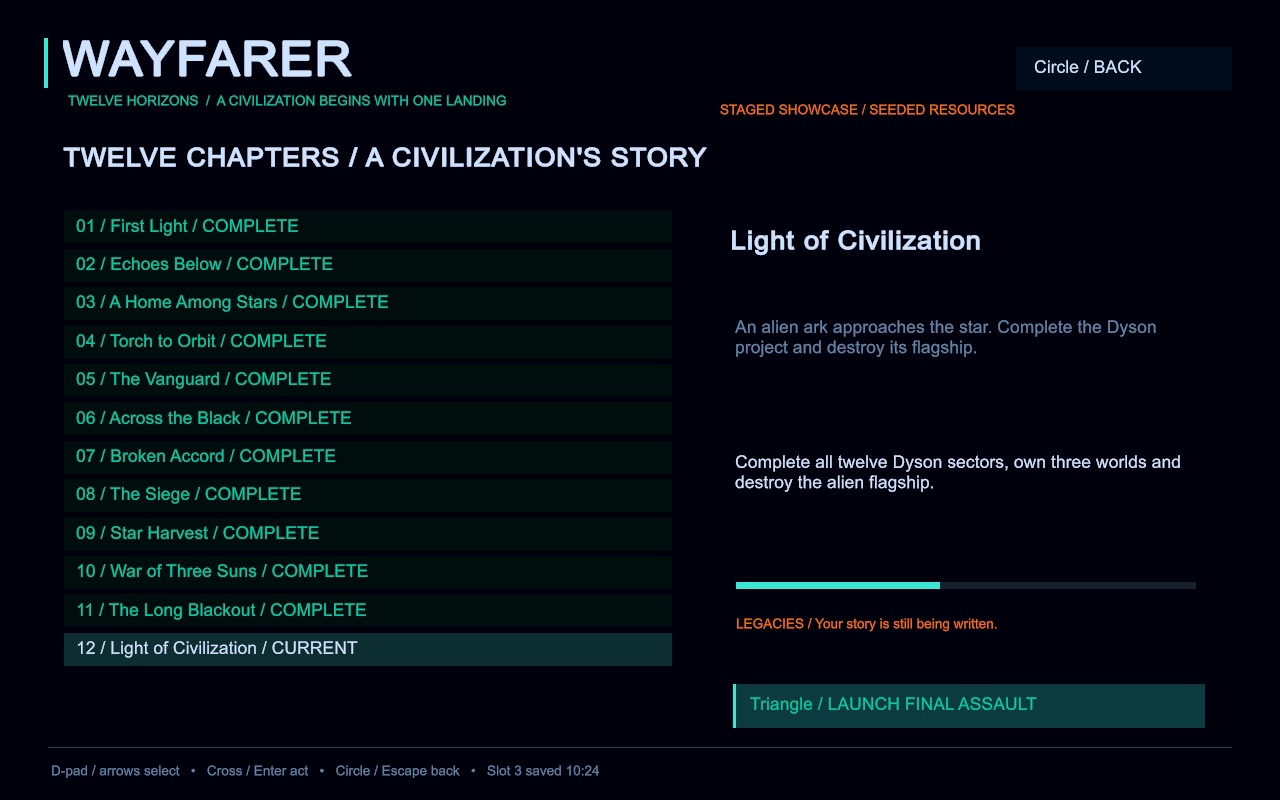 WAYFARER
Circle / BACK
TWELVE HORIZONS / A CIVILIZATION BEGINS WITH ONE LANDING
STAGED SHOWCASE / SEEDED RESOURCES
TWELVE CHAPTERS / A CIVILIZATION'S STORY
01 / First Light / COMPLETE
02 / Echoes Below / COMPLETE
03 / A Home Among Stars / COMPLETE
04 / Torch to Orbit / COMPLETE
05 / The Vanguard / COMPLETE
06 / Across the Black / COMPLETE
07 / Broken Accord / COMPLETE
08 / The Siege / COMPLETE
09 / Star Harvest / COMPLETE
10 / War of Three Suns / COMPLETE
11 / The Long Blackout / COMPLETE
12 / Light of Civilization / CURRENT
Light of Civilization
An alien ark approaches the star. Complete the Dyson
project and destroy its flagship.
Complete all twelve Dyson sectors, own three worlds and
destroy the alien flagship.
LEGACIES / Your story is still being written.
Triangle / LAUNCH FINAL ASSAULT
D-pad / arrows select • Cross / Enter act • Circle / Escape back • Slot 3 saved 10:24